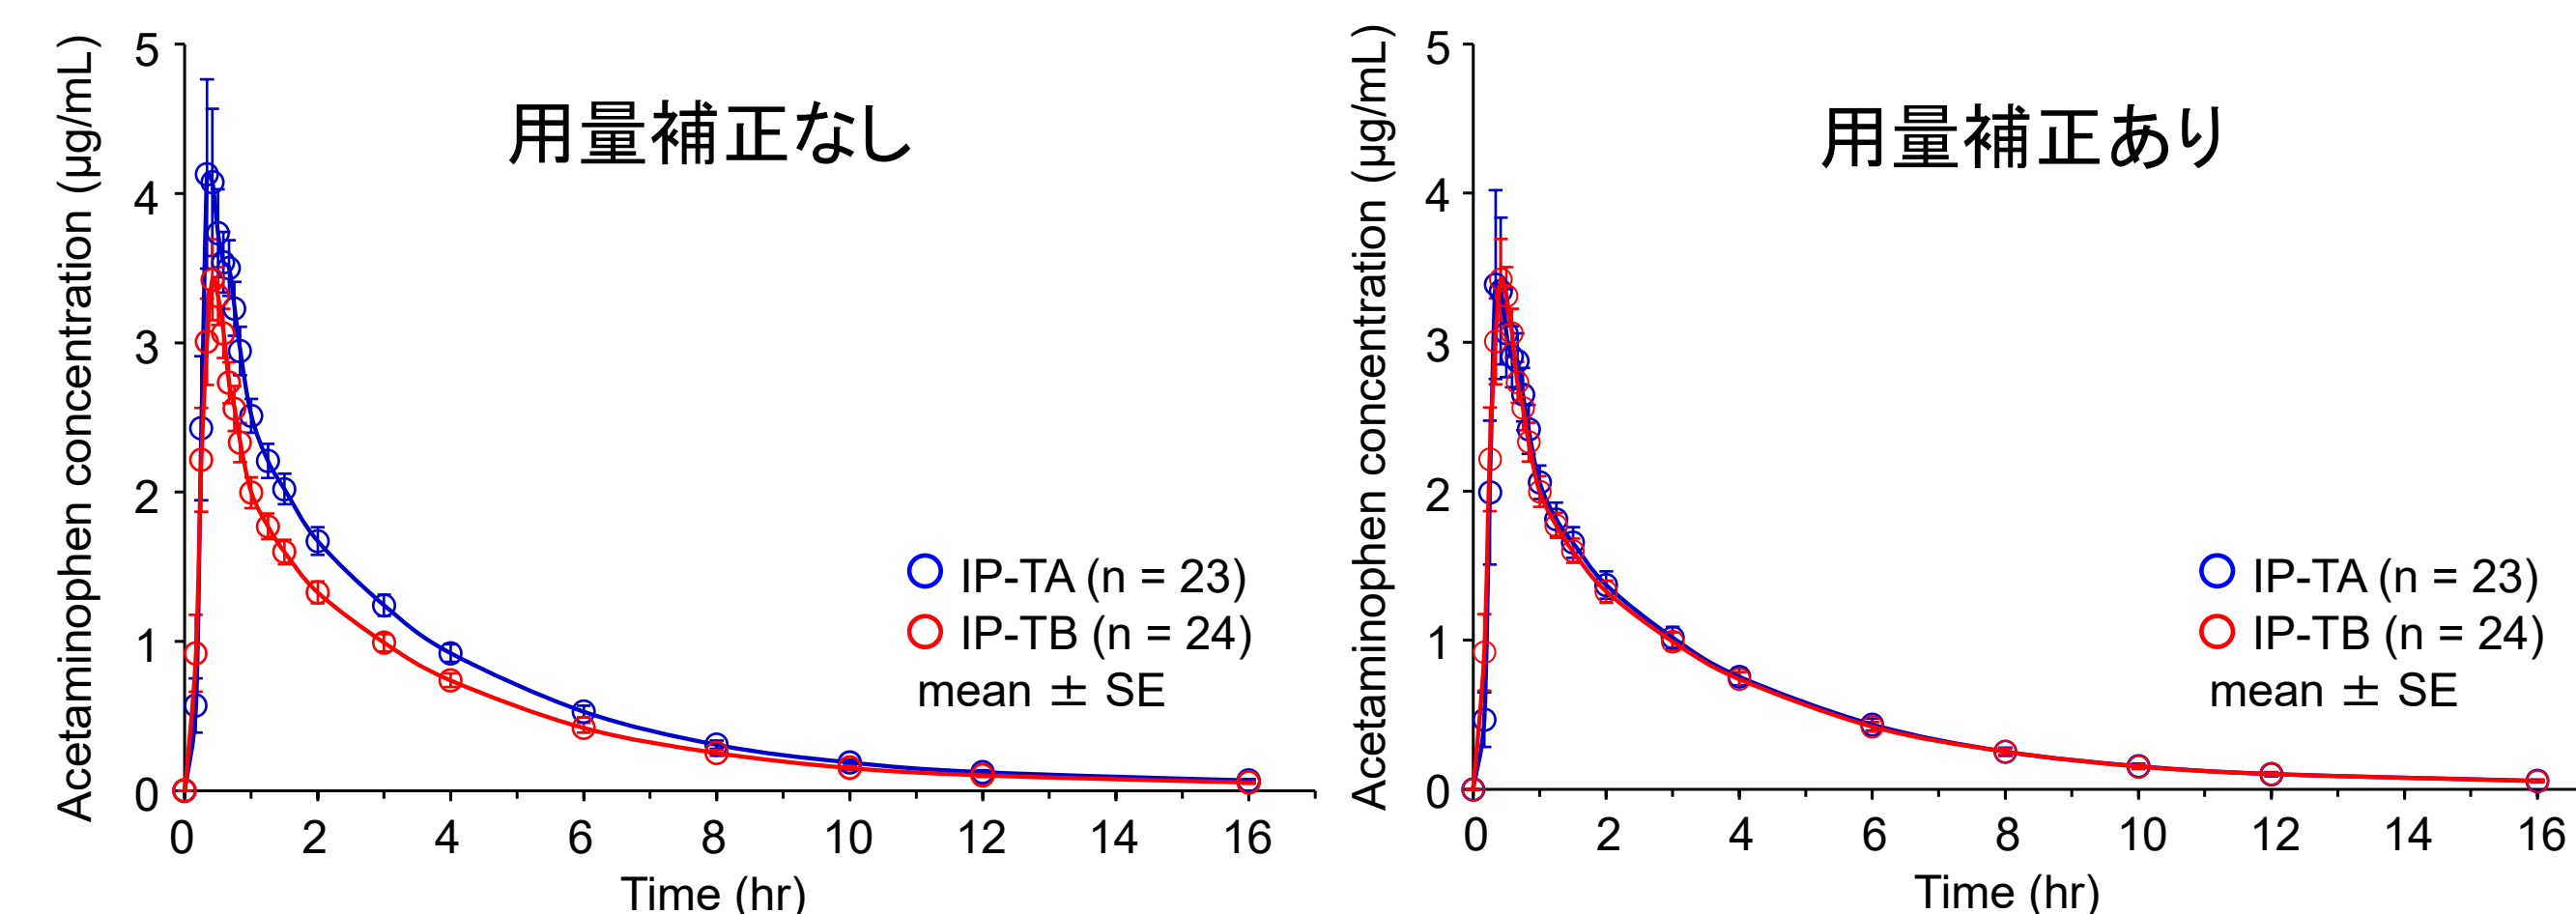 用量補正なし
Acetaminophen concentration (µg/mL)
5
4
3
2
1
0
IP-TA (n = 23)
IP-TB (n = 24)
mean ± SE
0 2 4 6 8 10 12 14 16
Time (hr)
用量補正あり
Acetaminophen concentration (µg/mL)
5
4
3
2
1
0
IP-TA (n = 23)
IP-TB (n = 24)
mean ± SE
0 2 4 6 8 10 12 14 16
Time (hr)